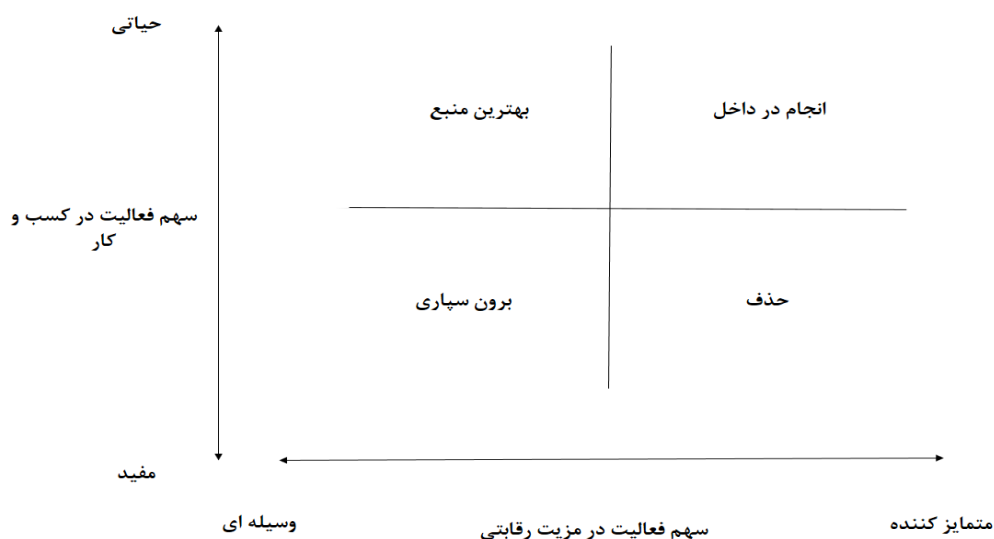 حیاتی
انجام در داخل
بهترین منبع
سهم فعالیت در کسب و
کار
حذف
برون سپاری
مفید
متمایز کننده
سهم فعالیت در مزیت رقابتی
وسیله ای